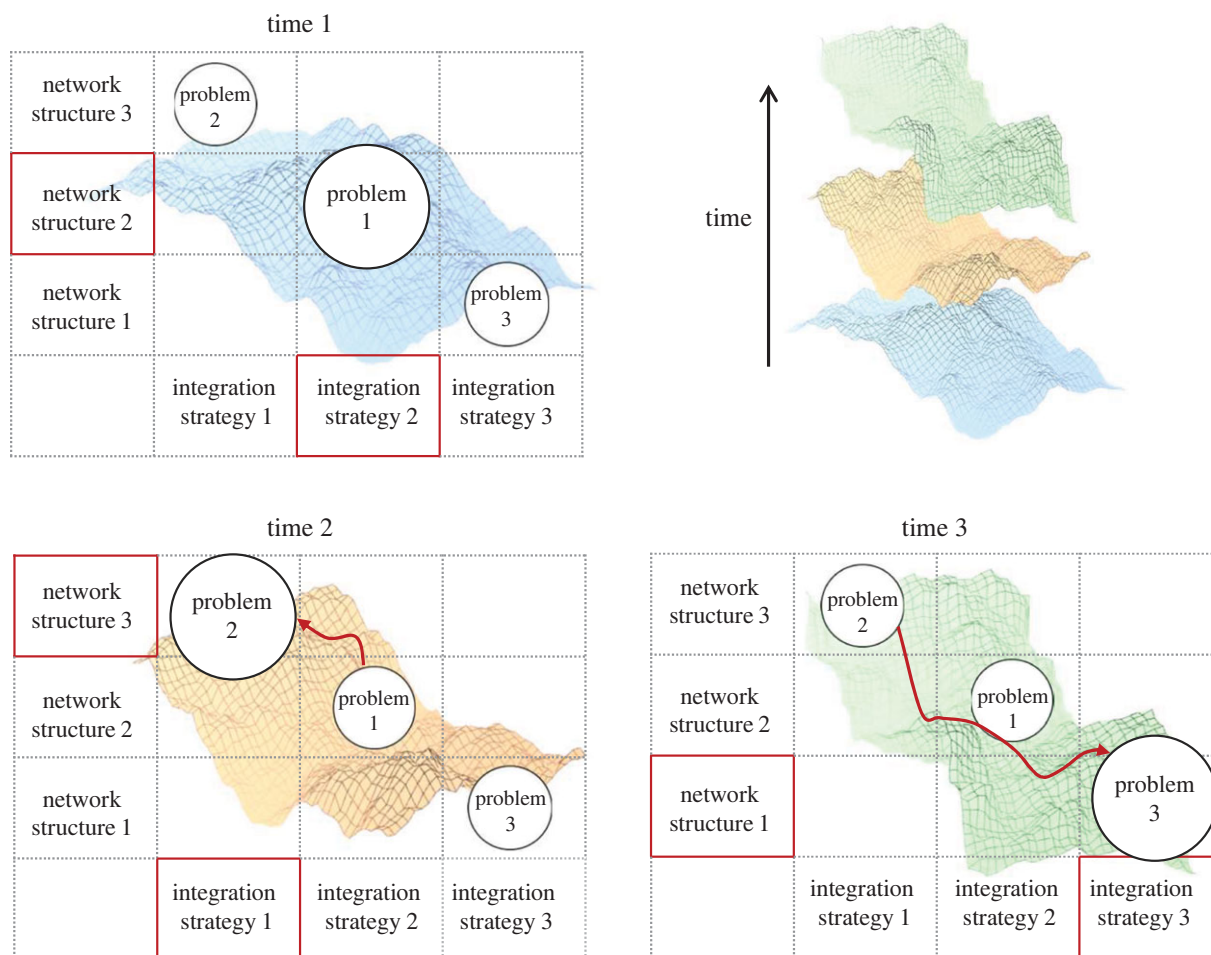 time 1
network
structure 3
problem
2
network
structure 2
problem
1
network
structure 1
problem
3
integration
strategy 1
integration
strategy 2
integration
strategy 3
time
time 2
network
structure 3
problem
2
network
structure 2
problem
1
network
structure 1
problem
3
integration
strategy 1
integration
strategy 2
integration
strategy 3
time 3
network
structure 3
problem
2
network
structure 2
problem
1
network
structure 1
problem
3
integration
strategy 1
integration
strategy 2
integration
strategy 3